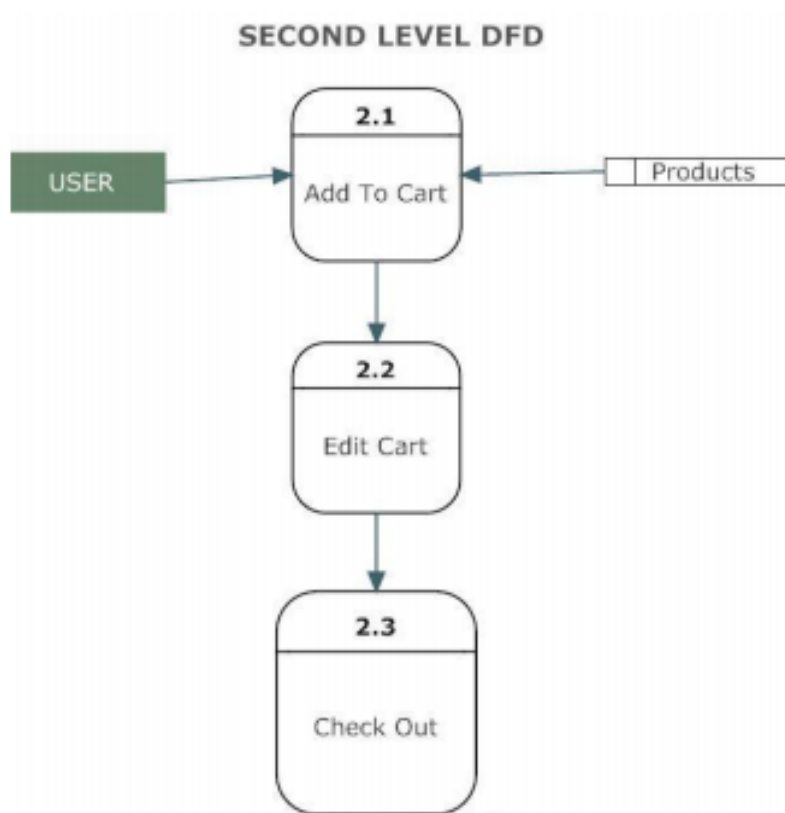 SECOND LEVEL DFD
2.1
USER
Add To Cart
Products
2.2
Edit Cart
2.3
Check Out